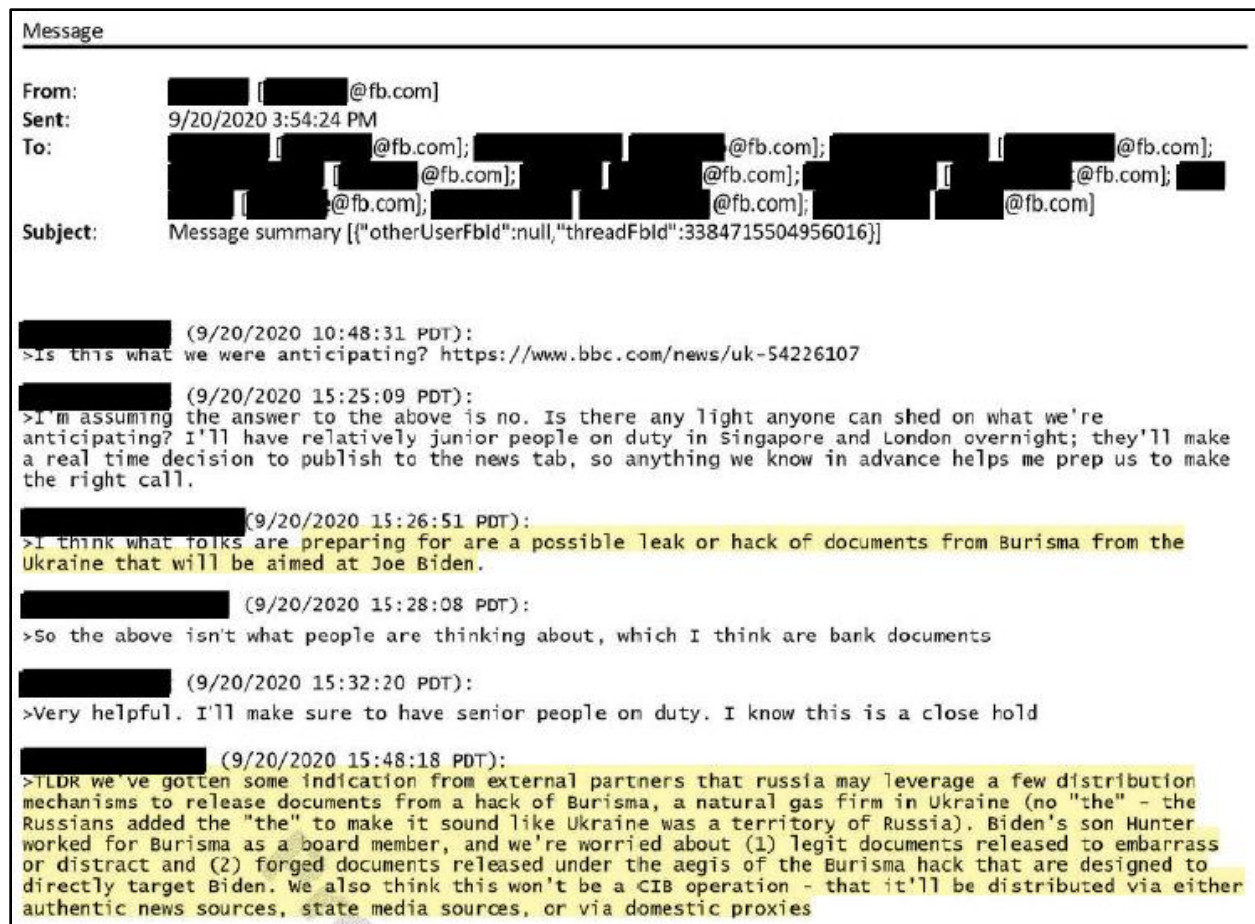 Message
From: [ @fb.com]
Sent: 9/20/2020 3:54:24 PM
To: [ @fb.com]; @fb.com]; [ @fb.com];
[ @fb.com]; [ @fb.com]; [ @fb.com];
[ @fb.com]; @fb.com]; @fb.com]
Subject: Message summary [{"otherUserFbId":null,"threadFbId":3384715504956016}]
(9/20/2020 10:48:31 PDT):
>Is this what we were anticipating? https://www.bbc.com/news/uk-54226107
(9/20/2020 15:25:09 PDT):
>I'm assuming the answer to the above is no. Is there any light anyone can shed on what we're
anticipating? I'll have relatively junior people on duty in Singapore and London overnight; they'll make
a real time decision to publish to the news tab, so anything we know in advance helps me prep us to make
the right call.
(9/20/2020 15:26:51 PDT):
>I think what folks are preparing for are a possible leak or hack of documents from Burisma from the
Ukraine that will be aimed at Joe Biden.
(9/20/2020 15:28:08 PDT):
>So the above isn't what people are thinking about, which I think are bank documents
(9/20/2020 15:32:20 PDT):
>Very helpful. I'll make sure to have senior people on duty. I know this is a close hold
(9/20/2020 15:48:18 PDT):
>TLDR we've gotten some indication from external partners that russia may leverage a few distribution
mechanisms to release documents from a hack of Burisma, a natural gas firm in Ukraine (no "the" - the
Russians added the "the" to make it sound like Ukraine was a territory of Russia). Biden's son Hunter
worked for Burisma as a board member, and we're worried about (1) legit documents released to embarrass
or distract and (2) forged documents released under the aegis of the Burisma hack that are designed to
directly target Biden. We also think this won't be a CIB operation - that it'll be distributed via either
authentic news sources, state media sources, or via domestic proxies